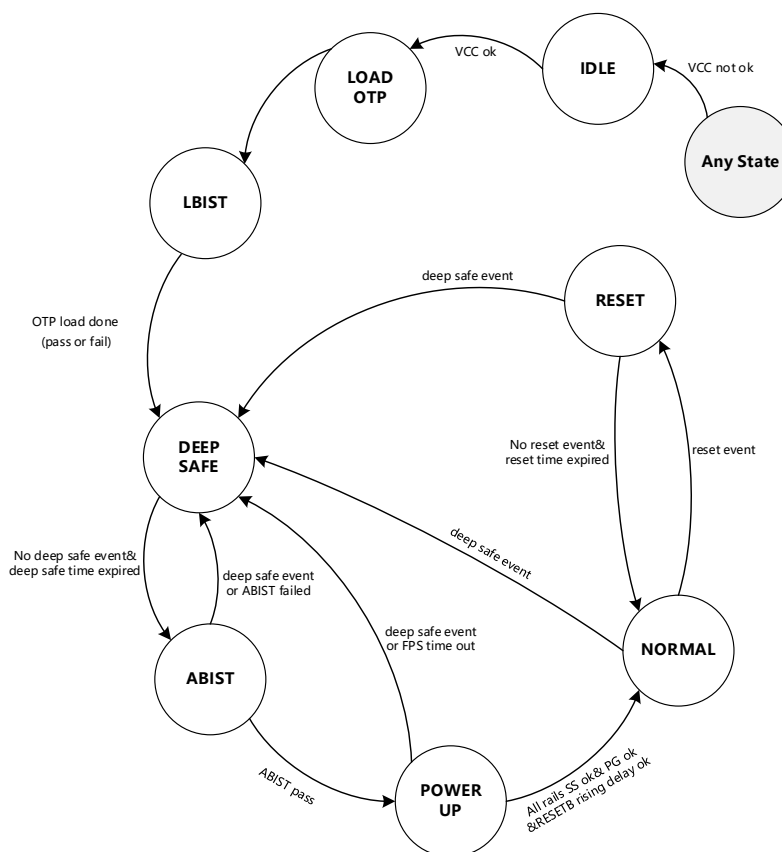 VCC ok
LOAD
OTP
IDLE
VCC not ok
Any State
LBIST
deep safe event
RESET
OTP load done
(pass or fail)
DEEP
SAFE
No reset event&
reset time expired
reset event
deep safe event
No deep safe event&
deep safe time expired
deep safe event
or ABIST failed
deep safe event
or FPS time out
NORMAL
ABIST
ABIST pass
POWER
UP
All rails SS ok& PG ok
&RESETB rising delay ok